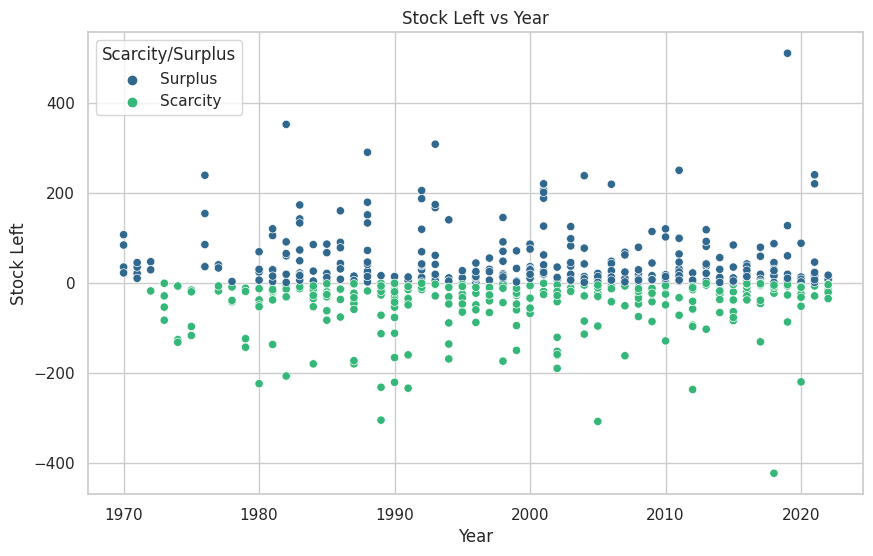 Stock Left vs Year
Scarcity/Surplus
Surplus
Scarcity
Stock Left
400
200
0
−200
−400
1970
1980
1990
2000
2010
2020
Year